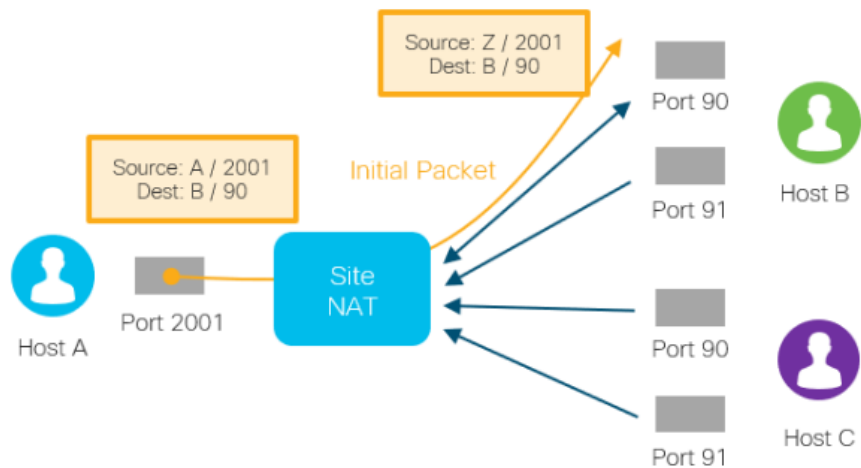 Source: Z / 2001
Dest: B / 90
Port 90
Source: A / 2001
Dest: B / 90
Initial Packet
Port 91
Host B
Site
NAT
Port 2001
Host A
Port 90
Port 91
Host C